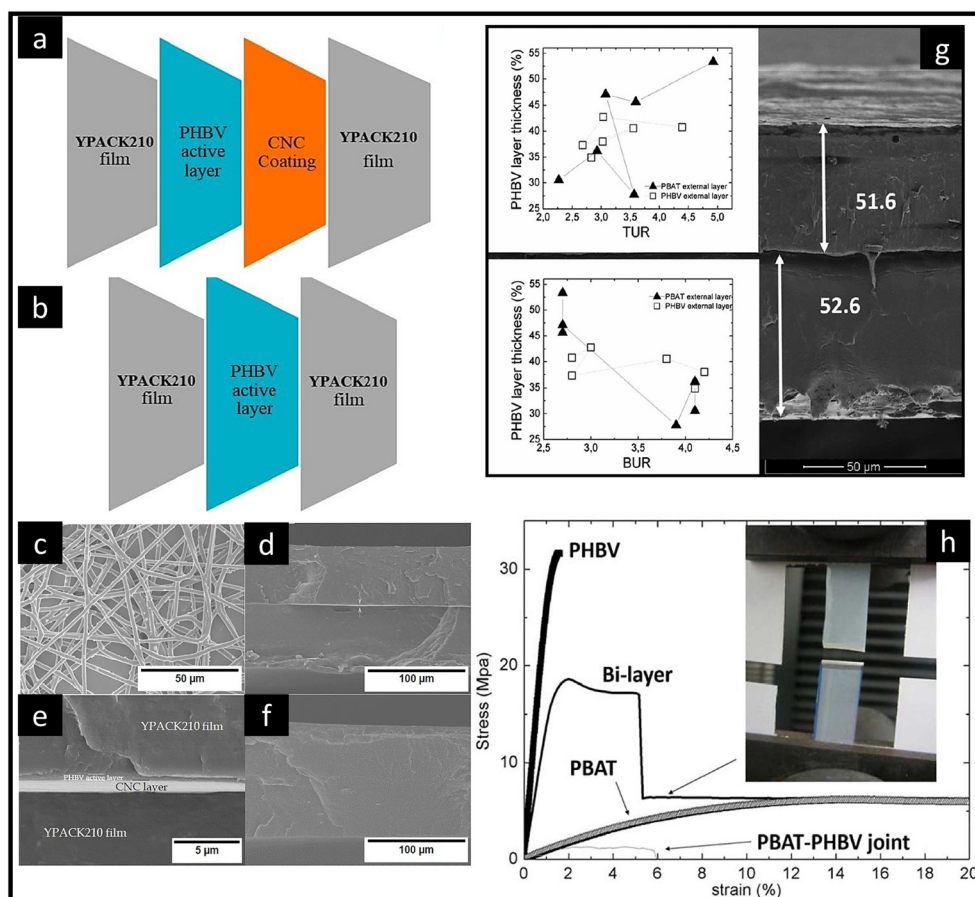 a
YPACK210
film
PHBV
active
layer
CNC
Coating
YPACK210
film
b
YPACK210
film
PHBV
active
layer
YPACK210
film
c
50 µm
d
100 µm
e
YPACK210 film
PHBV active layer
CNC layer
YPACK210 film
5 µm
f
100 µm
g
PHBV layer thickness (%)
55
50
45
40
35
30
25
PBAT external layer
PHBV external layer
2,0 2,5 3,0 3,5 4,0 4,5 5,0
TUR
PHBV layer thickness (%)
55
50
45
40
35
30
25
PBAT external layer
PHBV external layer
2,5 3,0 3,5 4,0 4,5
BUR
51.6
52.6
50 µm
h
Stress (Mpa)
30
20
10
0
PHBV
Bi-layer
PBAT
PBAT-PHBV joint
0 2 4 6 8 10 12 14 16 18 20
strain (%)